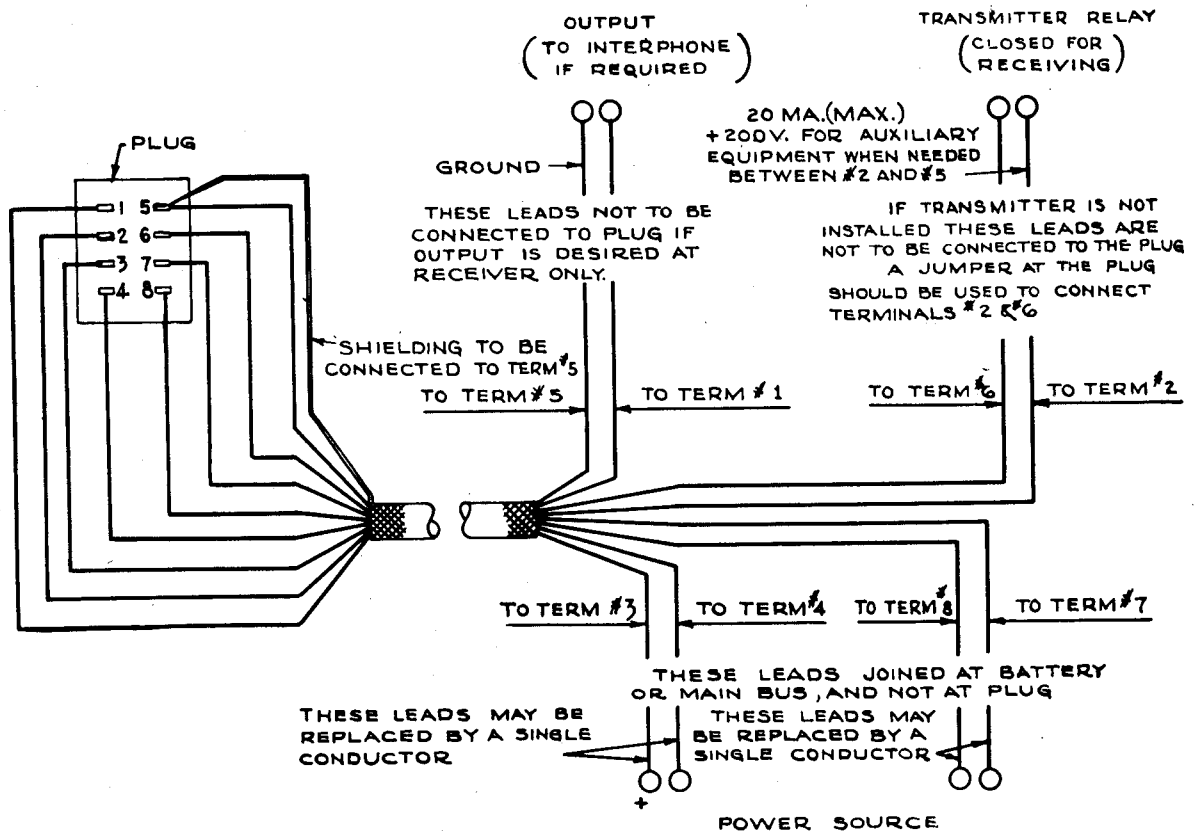 OUTPUT
(TO INTERPHONE
IF REQUIRED)
TRANSMITTER RELAY
(CLOSED FOR
RECEIVING)
PLUG
1 5
2 6
3 7
4 8
GROUND
20 MA.(MAX.)
+200V. FOR AUXILIARY
EQUIPMENT WHEN NEEDED
BETWEEN #2 AND #5
THESE LEADS NOT TO BE
CONNECTED TO PLUG IF
OUTPUT IS DESIRED AT
RECEIVER ONLY.
IF TRANSMITTER IS NOT
INSTALLED THESE LEADS ARE
NOT TO BE CONNECTED TO THE PLUG
A JUMPER AT THE PLUG
SHOULD BE USED TO CONNECT
TERMINALS #2 & #6
SHIELDING TO BE
CONNECTED TO TERM #5
TO TERM #5
TO TERM #1
TO TERM #6
TO TERM #2
TO TERM #3
TO TERM #4
TO TERM #8
TO TERM #7
THESE LEADS JOINED AT BATTERY
OR MAIN BUS, AND NOT AT PLUG
THESE LEADS MAY BE
REPLACED BY A SINGLE
CONDUCTOR
THESE LEADS MAY
BE REPLACED BY A
SINGLE CONDUCTOR
+
POWER SOURCE